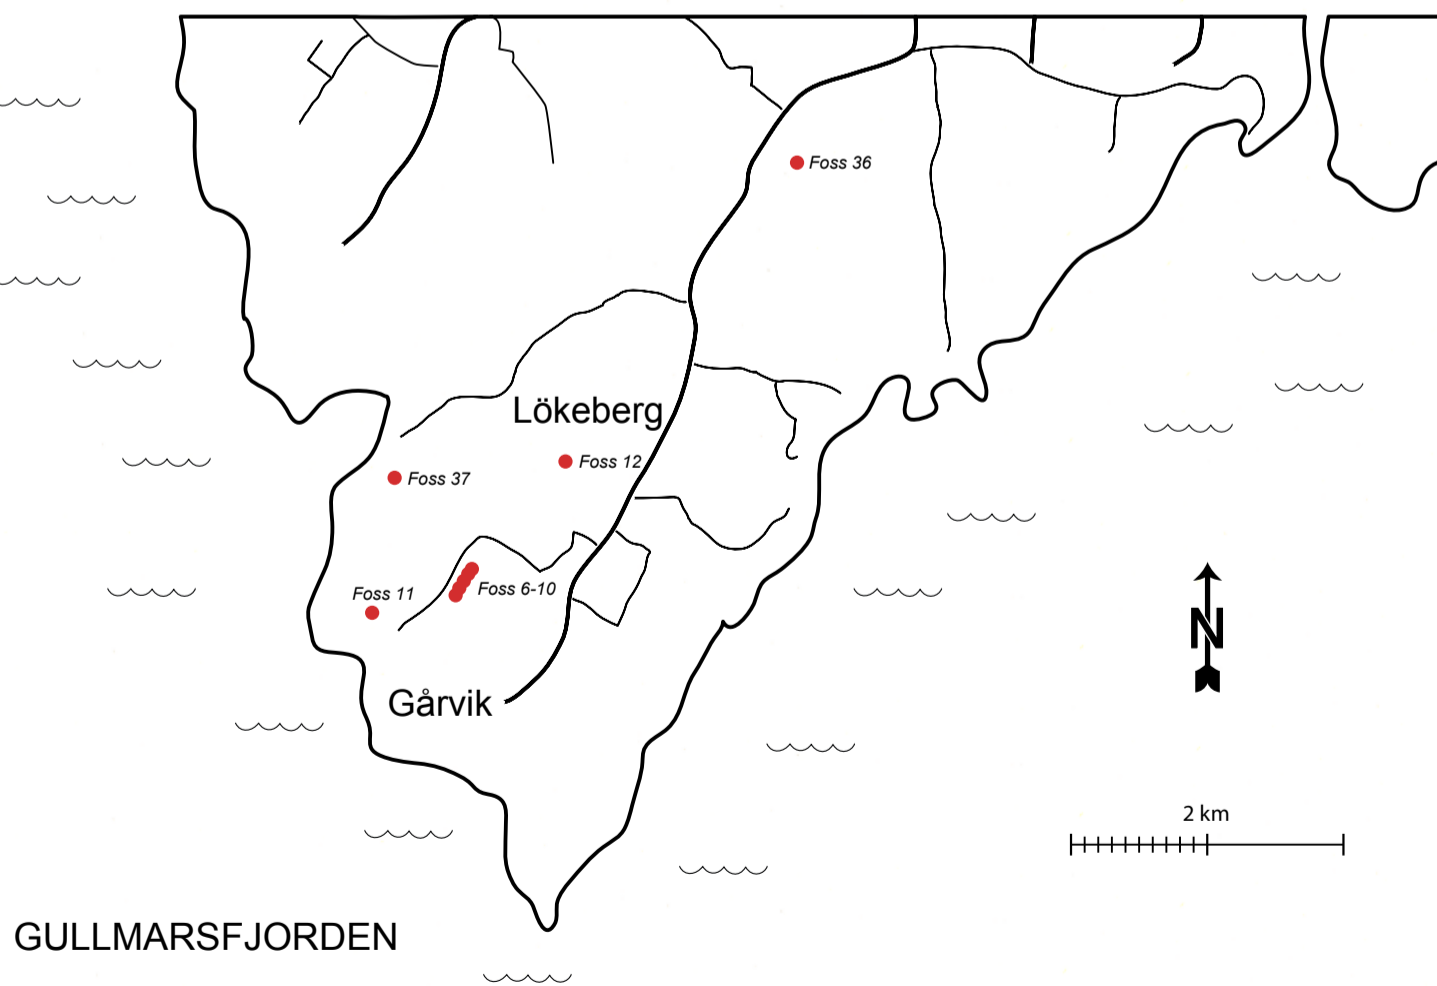 Foss 36
Lökeberg
Foss 12
Foss 37
Foss 6-10
Foss 11
N
Gårvik
2 km
GULLMARSFJORDEN